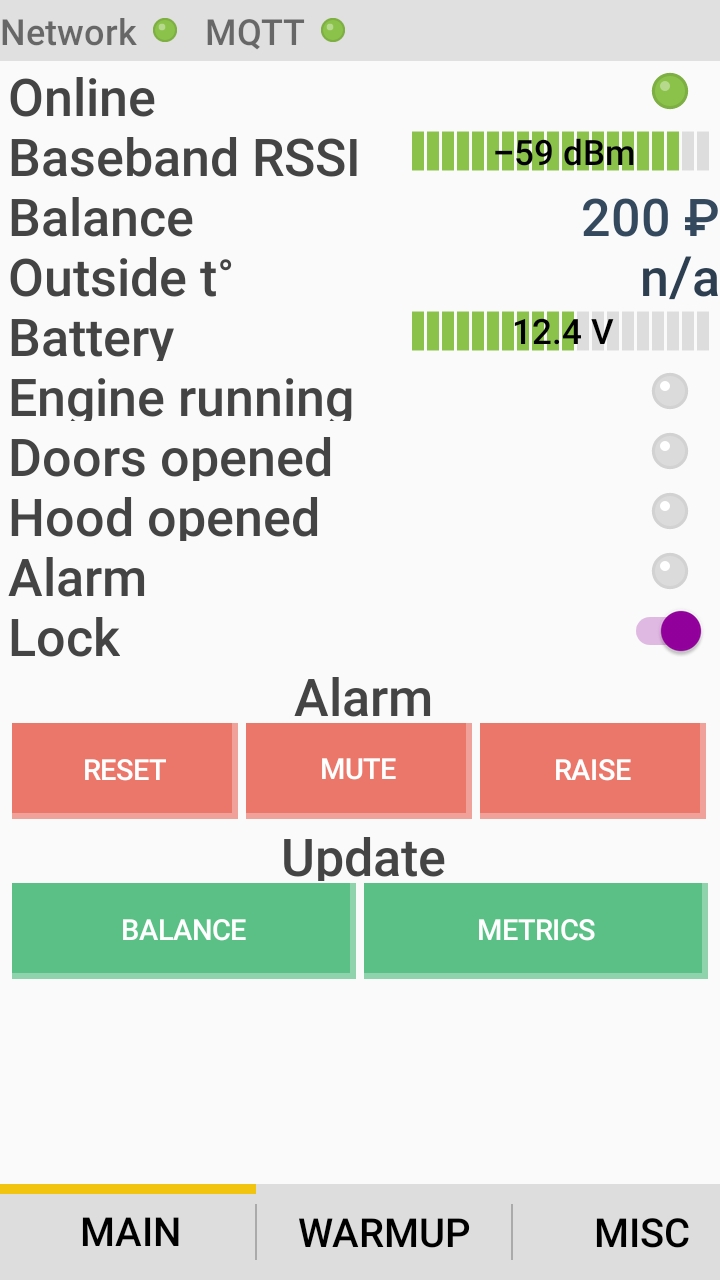 Network MQTT
Online
Baseband RSSI −59 dBm
Balance 200 ₽
Outside t° n/a
Battery 12.4 V
Engine running
Doors opened
Hood opened
Alarm
Lock
Alarm
RESET MUTE RAISE
Update
BALANCE METRICS
MAIN WARMUP MISC